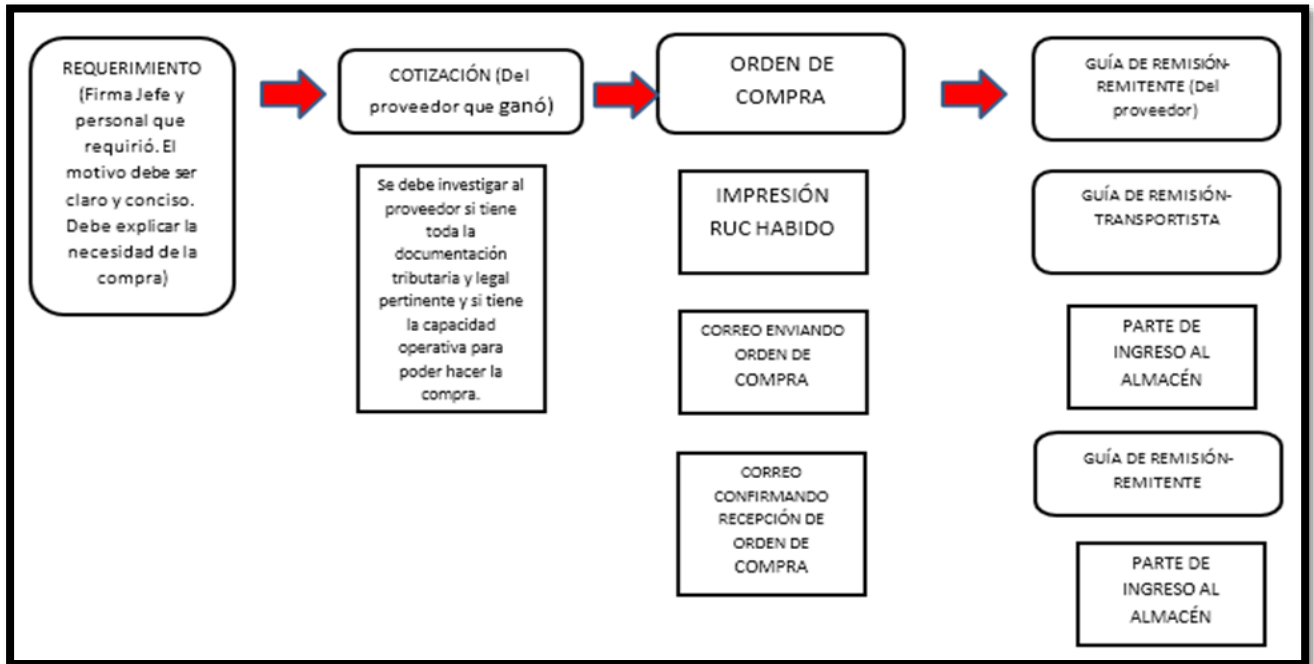 REQUERIMIENTO
(Firma Jefe y
personal que
requirió. El
motivo debe ser
claro y conciso.
Debe explicar la
necesidad de la
compra)
COTIZACIÓN (Del
proveedor que ganó)
Se debe investigar al
proveedor si tiene
toda la
documentación
tributaria y legal
pertinente y si tiene
la capacidad
operativa para
poder hacer la
compra.
ORDEN DE
COMPRA
IMPRESIÓN
RUC HABIDO
CORREO ENVIANDO
ORDEN DE
COMPRA
CORREO
CONFIRMANDO
RECEPCIÓN DE
ORDEN DE
COMPRA
GUÍA DE REMISIÓN-
REMITENTE (Del
proveedor)
GUÍA DE REMISIÓN-
TRANSPORTISTA
PARTE DE
INGRESO AL
ALMACÉN
GUÍA DE REMISIÓN-
REMITENTE
PARTE DE
INGRESO AL
ALMACÉN